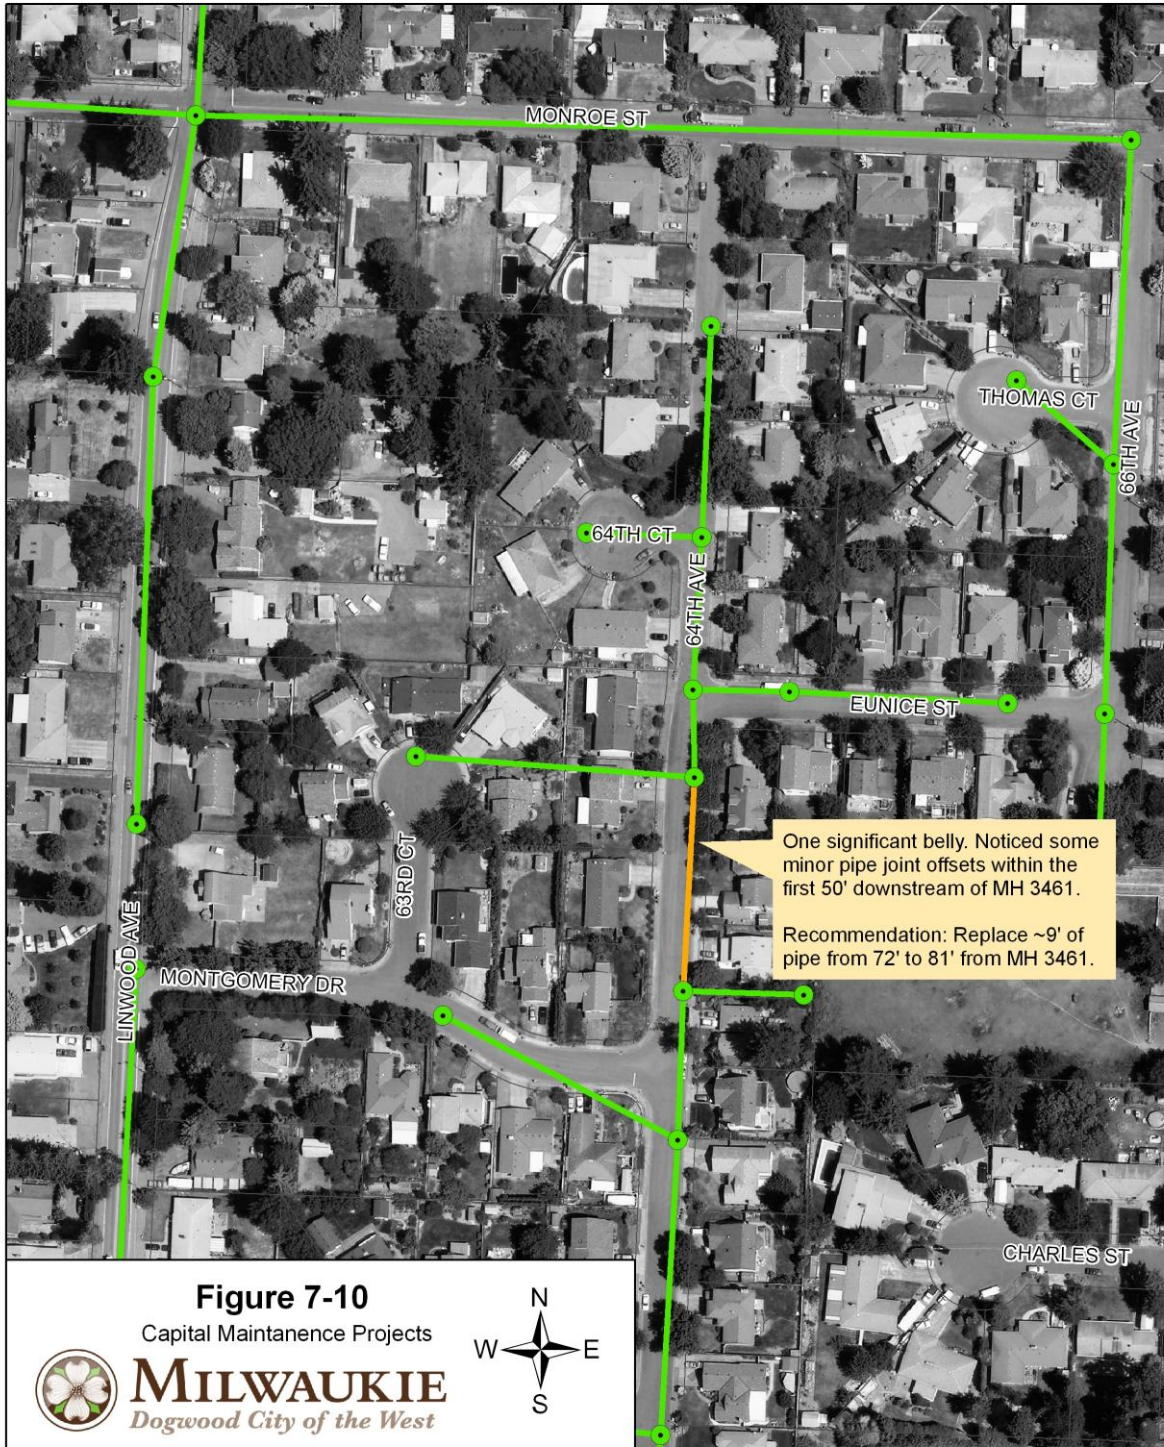 MONROE ST
THOMAS CT
66TH AVE
64TH CT
64TH AVE
EUNICE ST
One significant belly. Noticed some
minor pipe joint offsets within the
first 50' downstream of MH 3461.
Recommendation: Replace ~9' of
pipe from 72' to 81' from MH 3461.
63RD CT
LINWOOD AVE
MONTGOMERY DR
CHARLES ST
Figure 7-10
Capital Maintanence Projects
N
W E
S
MILWAUKIE
Dogwood City of the West